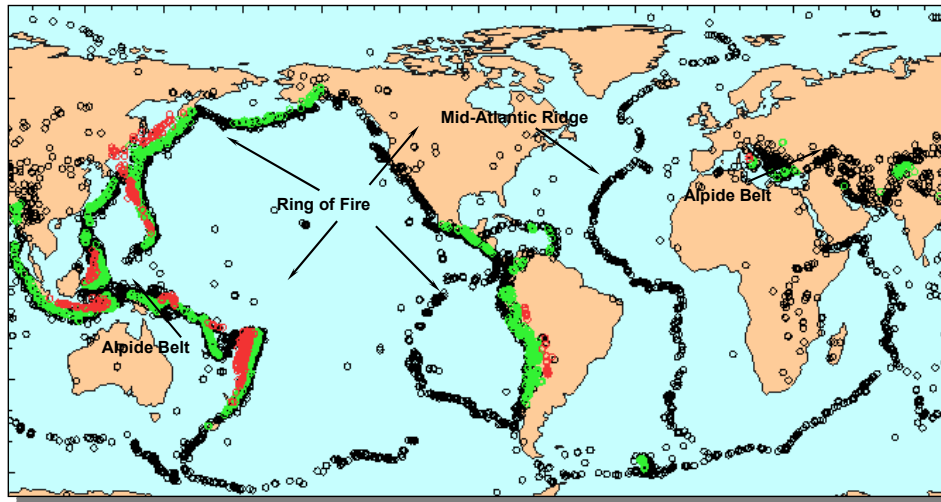 Mid-Atlantic Ridge
Alpide Belt
Ring of Fire
Alpide Belt